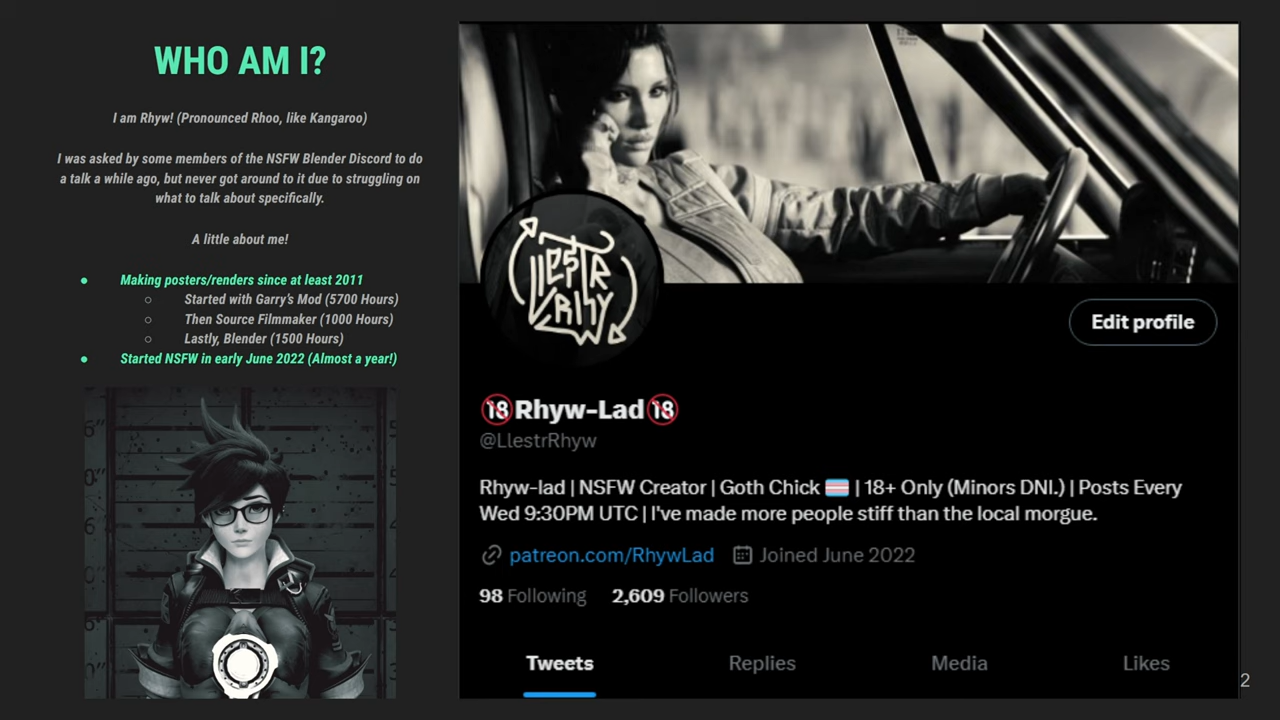 WHO AM I?
I am Rhyw! (Pronounced Rhoo, like Kangaroo)
I was asked by some members of the NSFW Blender Discord to do
a talk a while ago, but never got around to it due to struggling on
what to talk about specifically.
A little about me!
● Making posters/renders since at least 2011
○ Started with Garry's Mod (5700 Hours)
○ Then Source Filmmaker (1000 Hours)
○ Lastly, Blender (1500 Hours)
● Started NSFW in early June 2022 (Almost a year!)
LLESTR
RHY
Edit profile
🔞Rhyw-Lad🔞
@LlestrRhyw
Rhyw-lad | NSFW Creator | Goth Chick | 18+ Only (Minors DNI.) | Posts Every
Wed 9:30PM UTC | I've made more people stiff than the local morgue.
patreon.com/RhywLad Joined June 2022
98 Following 2,609 Followers
Tweets Replies Media Likes
2